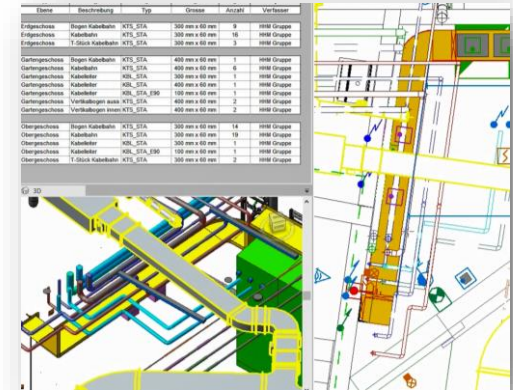 Ebene Beschreibung Typ Grosse Anzahl Verfasser
Erdgeschoss Bogen Kabelbahn KTS_STA 300 mm x 60 mm 9 HHM Gruppe
Erdgeschoss Kabelbahn KTS_STA 300 mm x 60 mm 16 HHM Gruppe
Erdgeschoss T-Stück Kabelbahn KTS_STA 300 mm x 60 mm 3 HHM Gruppe
Gartengeschoss Bogen Kabelbahn KTS_STA 400 mm x 60 mm 1 HHM Gruppe
Gartengeschoss Kabelbahn KTS_STA 400 mm x 60 mm 6 HHM Gruppe
Gartengeschoss Kabelleiter KBL_STA 300 mm x 60 mm 1 HHM Gruppe
Gartengeschoss Kabelleiter KBL_STA 400 mm x 60 mm 1 HHM Gruppe
Gartengeschoss Kabelleiter KBL_STA_E90 100 mm x 60 mm 1 HHM Gruppe
Gartengeschoss Vertikalbogen auss KTS_STA 400 mm x 60 mm 2 HHM Gruppe
Gartengeschoss Vertikalbogen innen KTS_STA 400 mm x 60 mm 2 HHM Gruppe
Obergeschoss Bogen Kabelbahn KTS_STA 300 mm x 60 mm 14 HHM Gruppe
Obergeschoss Kabelbahn KTS_STA 300 mm x 60 mm 19 HHM Gruppe
Obergeschoss Kabelleiter KBL_STA 300 mm x 60 mm 1 HHM Gruppe
Obergeschoss Kabelleiter KBL_STA_E90 100 mm x 60 mm 1 HHM Gruppe
Obergeschoss T-Stück Kabelbahn KTS_STA 300 mm x 60 mm 2 HHM Gruppe
3D